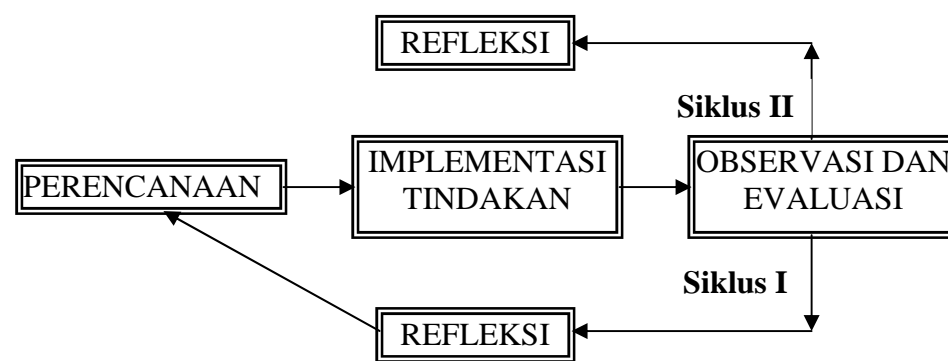 REFLEKSI
Siklus II
PERENCANAAN
IMPLEMENTASI
TINDAKAN
OBSERVASI DAN
EVALUASI
Siklus I
REFLEKSI